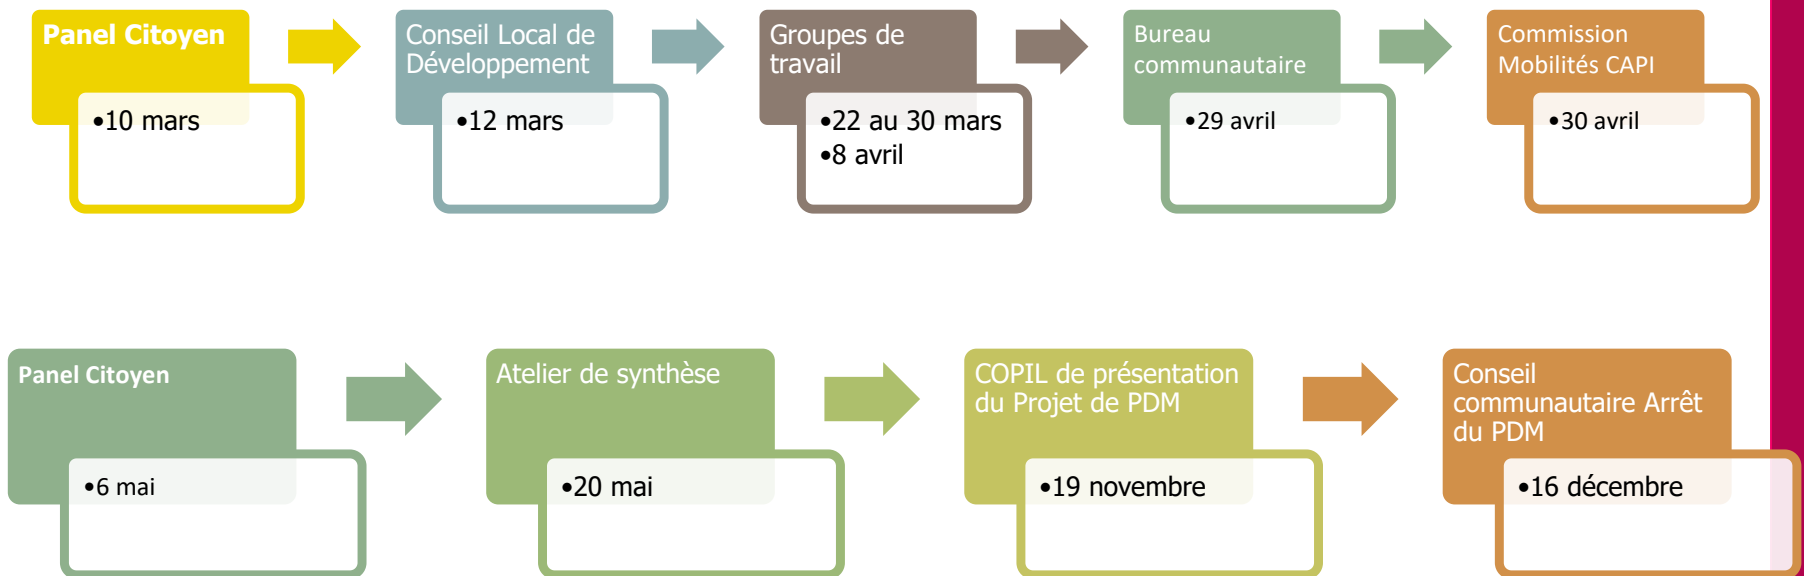 Panel Citoyen
•10 mars
Conseil Local de
Développement
•12 mars
Groupes de
travail
•22 au 30 mars
•8 avril
Bureau
communautaire
•29 avril
Commission
Mobilités CAPI
•30 avril
Panel Citoyen
•6 mai
Atelier de synthèse
•20 mai
COPIL de présentation
du Projet de PDM
•19 novembre
Conseil
communautaire Arrêt
du PDM
•16 décembre